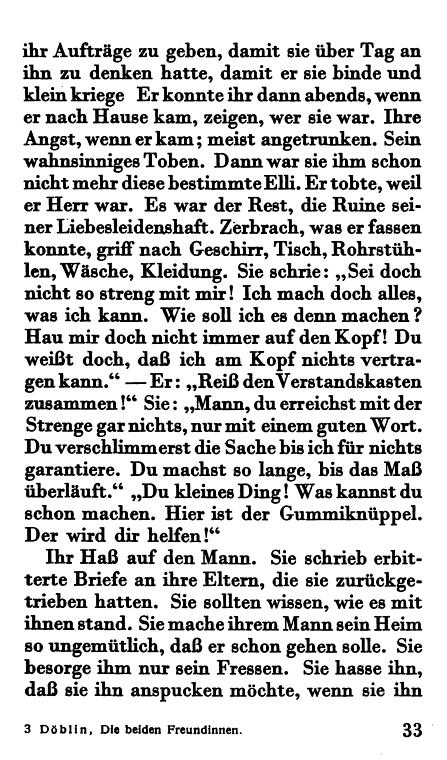 ihr Aufträge zu geben, damit sie über Tag an
ihn zu denken hatte, damit er sie binde und
klein kriege Er konnte ihr dann abends, wenn
er nach Hause kam, zeigen, wer sie war. Ihre
Angst, wenn er kam; meist angetrunken. Sein
wahnsinniges Toben. Dann war sie ihm schon
nicht mehr diese bestimmte Elli. Er tobte, weil
er Herr war. Es war der Rest, die Ruine sei-
ner Liebesleidenshaft. Zerbrach, was er fassen
konnte, griff nach Geschirr, Tisch, Rohrstüh-
len, Wäsche, Kleidung. Sie schrie: „Sei doch
nicht so streng mit mir! Ich mach doch alles,
was ich kann. Wie soll ich es denn machen?
Hau mir doch nicht immer auf den Kopf! Du
weißt doch, daß ich am Kopf nichts vertra-
gen kann.“ — Er: „Reiß den Verstandskasten
zusammen!“ Sie: „Mann, du erreichst mit der
Strenge gar nichts, nur mit einem guten Wort.
Du verschlimmerst die Sache bis ich für nichts
garantiere. Du machst so lange, bis das Maß
überläuft.“ „Du kleines Ding! Was kannst du
schon machen. Hier ist der Gummiknüppel.
Der wird dir helfen!“
Ihr Haß auf den Mann. Sie schrieb erbit-
terte Briefe an ihre Eltern, die sie zurückge-
trieben hatten. Sie sollten wissen, wie es mit
ihnen stand. Sie mache ihrem Mann sein Heim
so ungemütlich, daß er schon gehen solle. Sie
besorge ihm nur sein Fressen. Sie hasse ihn,
daß sie ihn anspucken möchte, wenn sie ihn
3 Döblin, Die beiden Freundinnen. 33